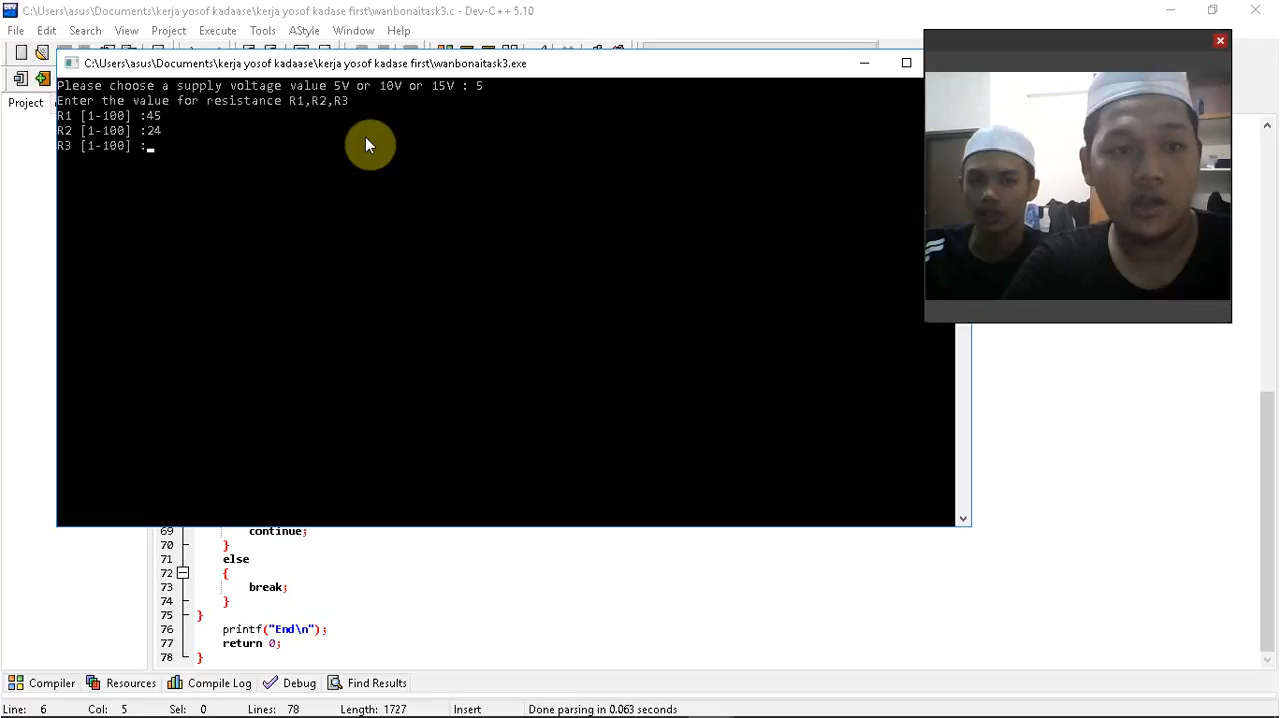 C:\Users\asus\Documents\kerja yosof kadaase\kerja yosof kadase first\wanbonaitask3.c - Dev-C++ 5.10
File Edit Search View Project Execute Tools AStyle Window Help
C:\Users\asus\Documents\kerja yosof kadaase\kerja yosof kadase first\wanbonaitask3.exe
Please choose a supply voltage value 5V or 10V or 15V : 5
Project
Enter the value for resistance R1,R2,R3
R1 [1-100] :45
R2 [1-100] :24
R3 [1-100] :
69 continue;
70 }
71 else
72 {
73 break;
74 }
75 }
76 printf("End\n");
77 return 0;
78 }
Compiler Resources Compile Log Debug Find Results
Line: 6 Col: 5 Sel: 0 Lines: 78 Length: 1727 Insert Done parsing in 0.063 seconds